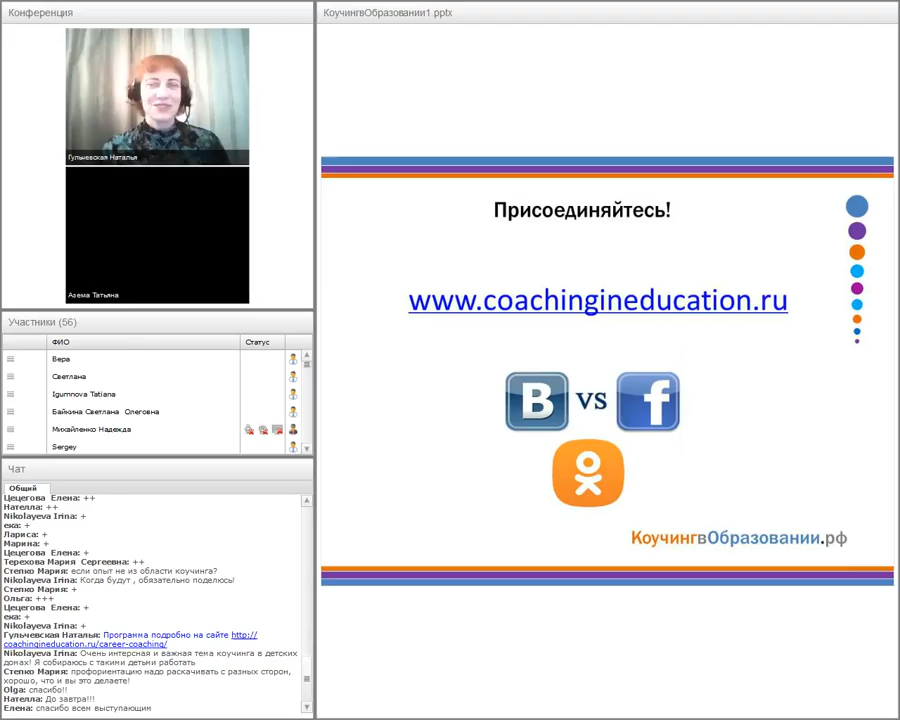 Конференция
Гульчевская Наталья
Азема Татьяна
Участники (56)
ФИО
Статус
Вера
Светлана
Igumnova Tatiana
Байкина Светлана Олеговна
Михайленко Надежда
Sergey
Чат
Общий
Цецегова Елена: ++
Нателла: ++
Nikolayeva Irina: +
ека: +
Лариса: +
Марина: +
Цецегова Елена: +
Терехова Мария Сергеевна: ++
Степко Мария: если опыт не из области коучинга?
Nikolayeva Irina: Когда будут , обязательно поделюсь!
Степко Мария: +
Ольга: +++
Цецегова Елена: +
ека: +
Nikolayeva Irina: +
Гульчевская Наталья: Программа подробно на сайте http://
coachingineducation.ru/career-coaching/
Nikolayeva Irina: Очень интерсная и важная тема коучинга в детских
домах! Я собираюсь с такими детьми работать
Степко Мария: профориентацию надо раскачивать с разных сторон,
хорошо, что и вы это делаете!
Olga: спасибо!!
Нателла: До завтра!!!
Елена: спасибо всем выступающим
КоучингвОбразовании1.pptx
Присоединяйтесь!
www.coachingineducation.ru
В vs f
КоучингвОбразовании.рф